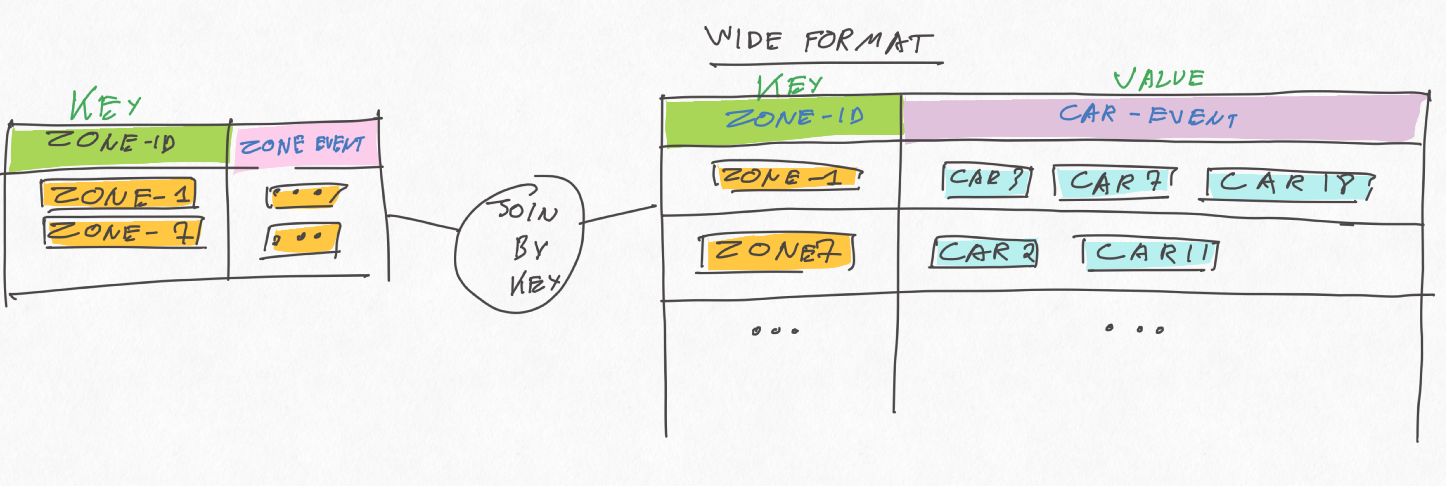 WIDE FORMAT
KEY
ZONE-ID ZONE EVENT
ZONE-1 ...
ZONE-7 ...
JOIN
BY
KEY
KEY VALUE
ZONE-ID CAR-EVENT
ZONE-1 CAR 3 CAR 7 CAR 18
ZONE7 CAR 2 CAR 11
... ...